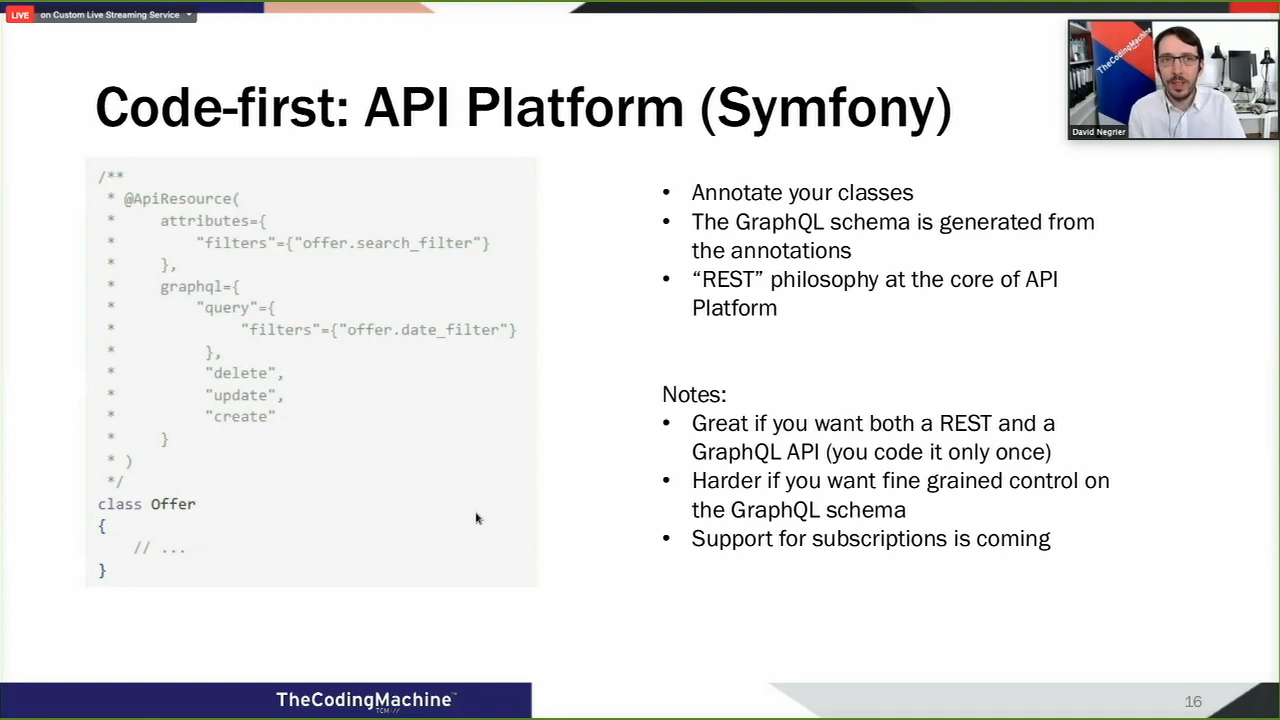 LIVE on Custom Live Streaming Service
Code-first: API Platform (Symfony)
TheCodingMachine
David Negrier
/**
* @ApiResource(
* attributes={
* "filters"={"offer.search_filter"}
* },
* graphql={
* "query"={
* "filters"={"offer.date_filter"}
* },
* "delete",
* "update",
* "create"
* }
* )
*/
class Offer
{
// ...
}
• Annotate your classes
• The GraphQL schema is generated from
the annotations
• “REST” philosophy at the core of API
Platform
Notes:
• Great if you want both a REST and a
GraphQL API (you code it only once)
• Harder if you want fine grained control on
the GraphQL schema
• Support for subscriptions is coming
TheCodingMachine™
TCM //
16